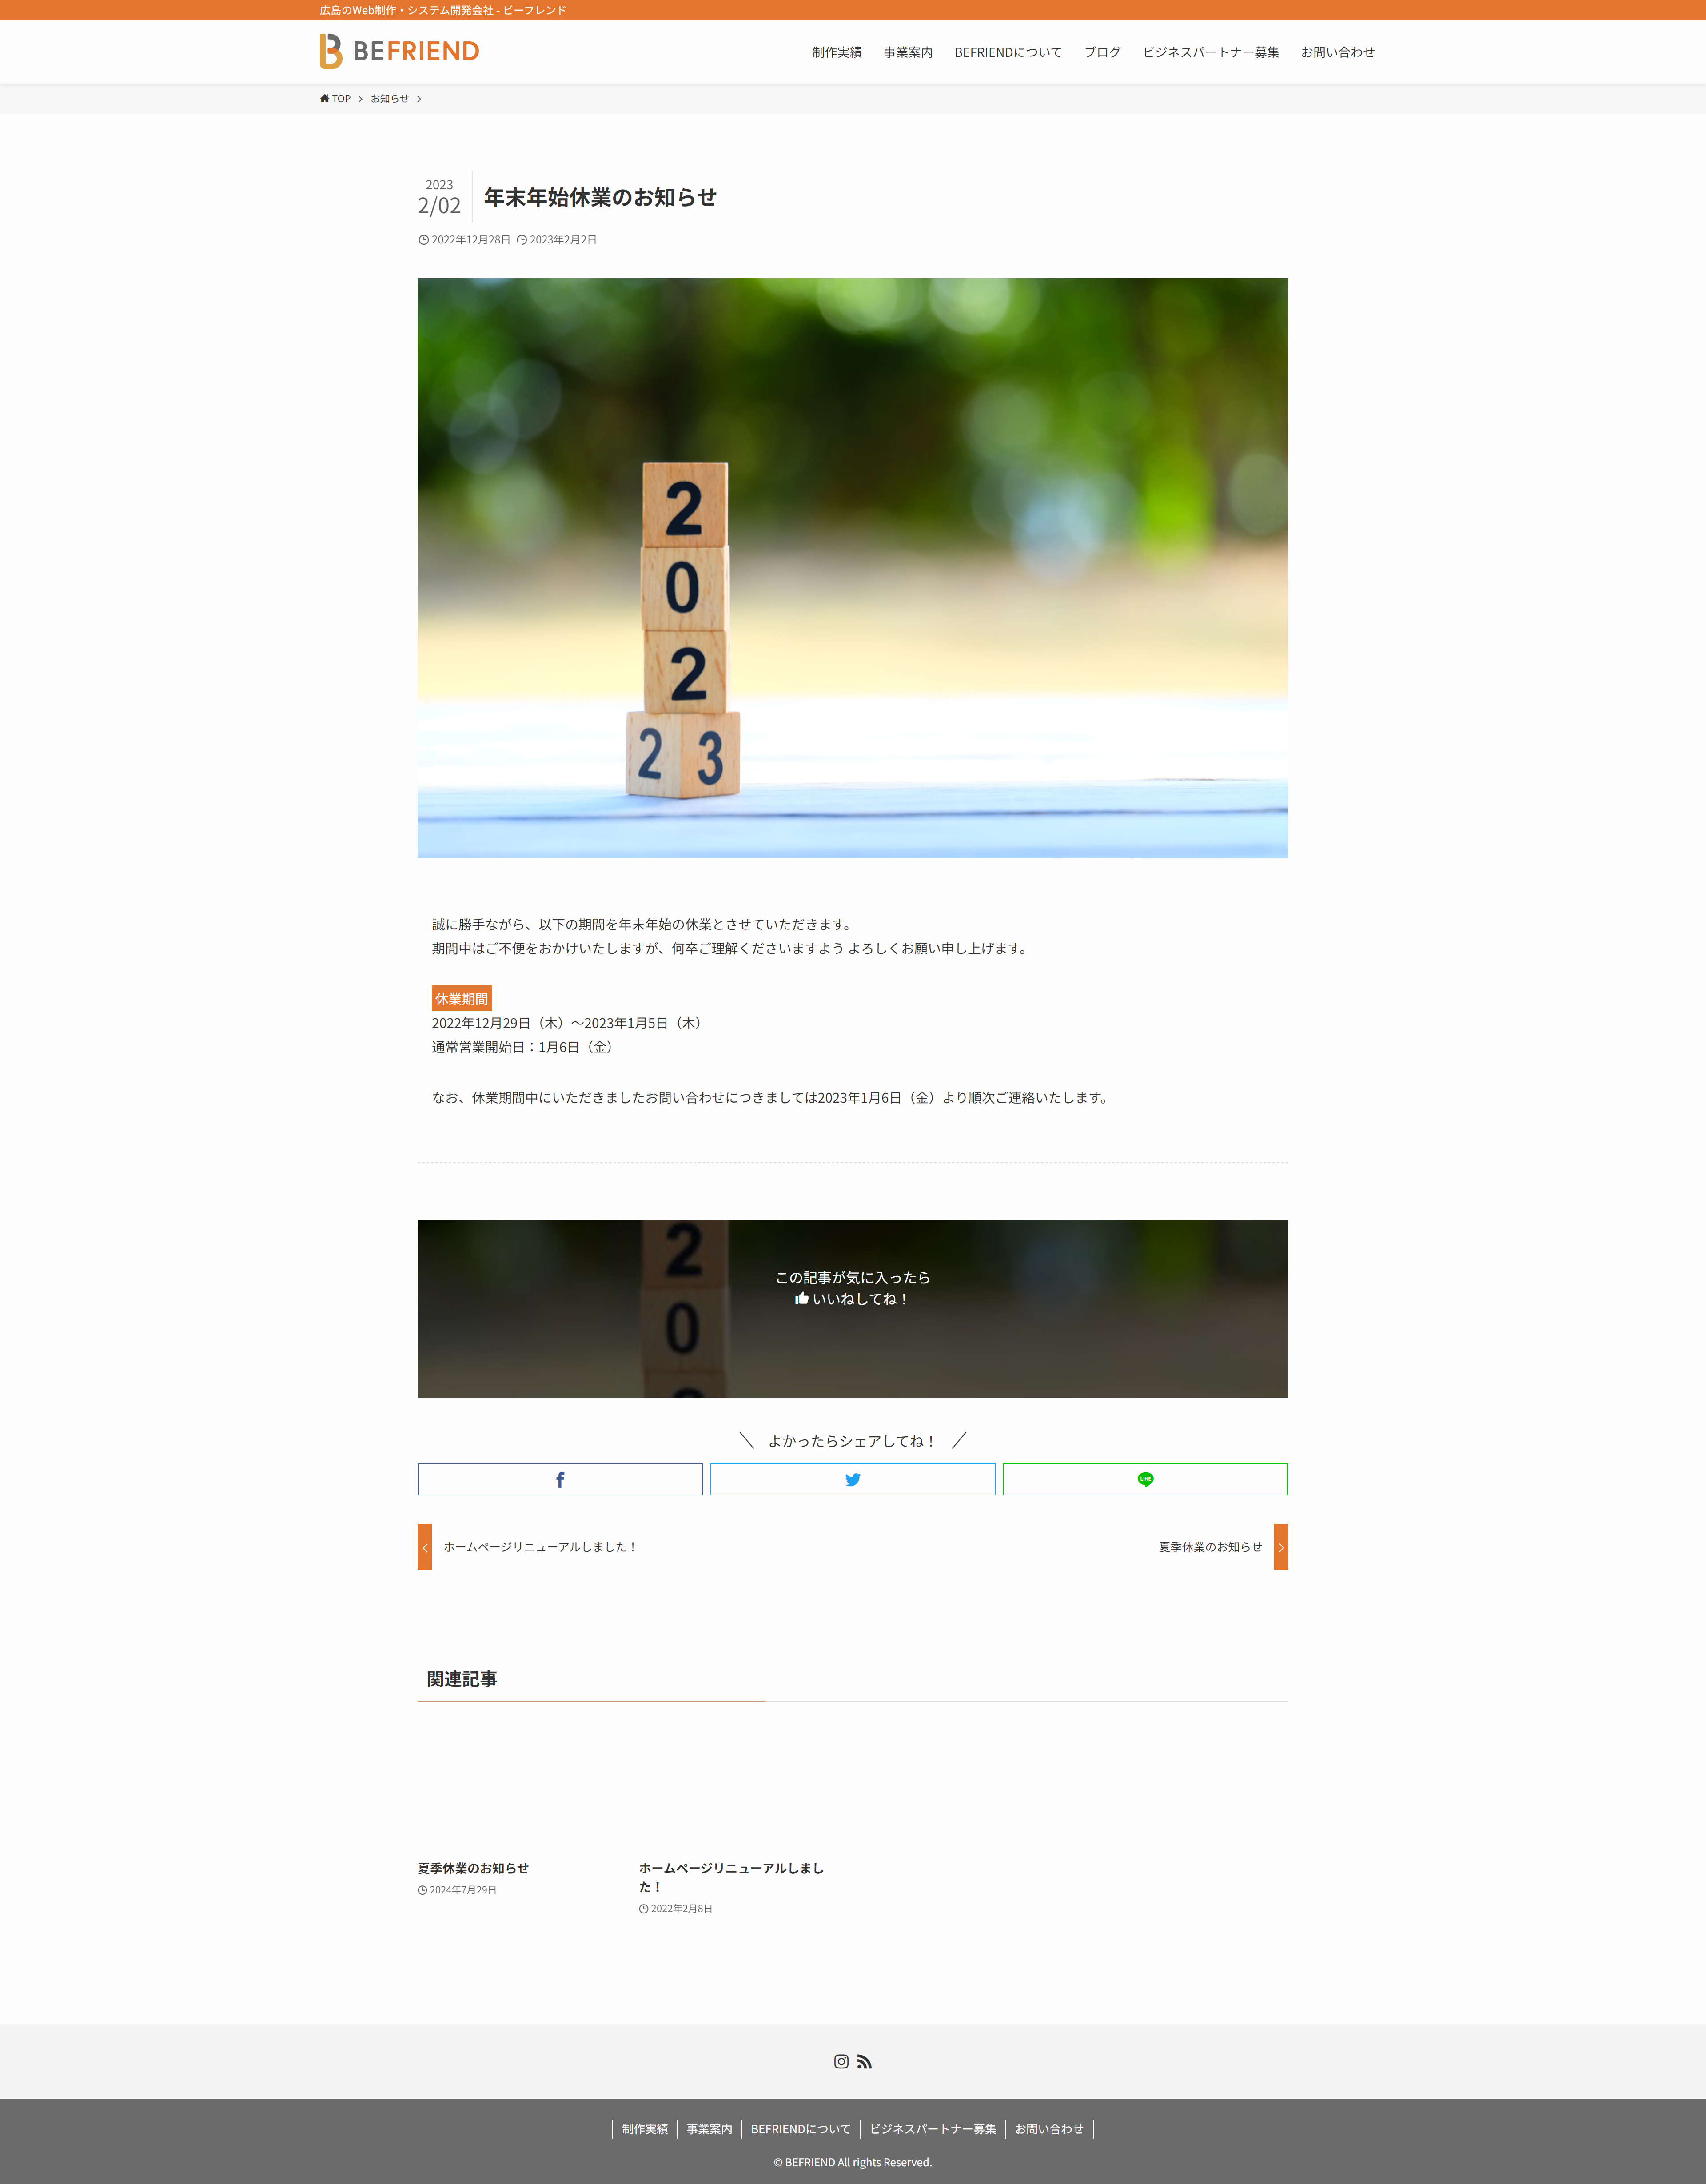 広島のWeb制作・システム開発会社 - ビーフレンド
BEFRIEND
制作実績 事業案内 BEFRIENDについて ブログ ビジネスパートナー募集 お問い合わせ
TOP お知らせ
2023
2/02
年末年始休業のお知らせ
2022年12月28日 2023年2月2日
2
0
2
2 3
誠に勝手ながら、以下の期間を年末年始の休業とさせていただきます。
期間中はご不便をおかけいたしますが、何卒ご理解くださいますよう よろしくお願い申し上げます。
休業期間
2022年12月29日（木）～2023年1月5日（木）
通常営業開始日：1月6日（金）
なお、休業期間中にいただきましたお問い合わせにつきましては2023年1月6日（金）より順次ご連絡いたします。
2
0
この記事が気に入ったら
いいねしてね！
よかったらシェアしてね！
LINE
ホームページリニューアルしました！
夏季休業のお知らせ
関連記事
夏季休業のお知らせ
2024年7月29日
ホームページリニューアルしまし
た！
2022年2月8日
制作実績 事業案内 BEFRIENDについて ビジネスパートナー募集 お問い合わせ
© BEFRIEND All rights Reserved.